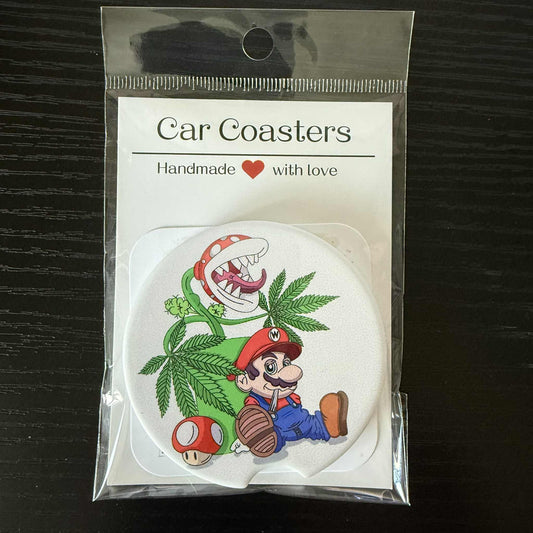 Car Coasters
Handmade ❤ with love
W